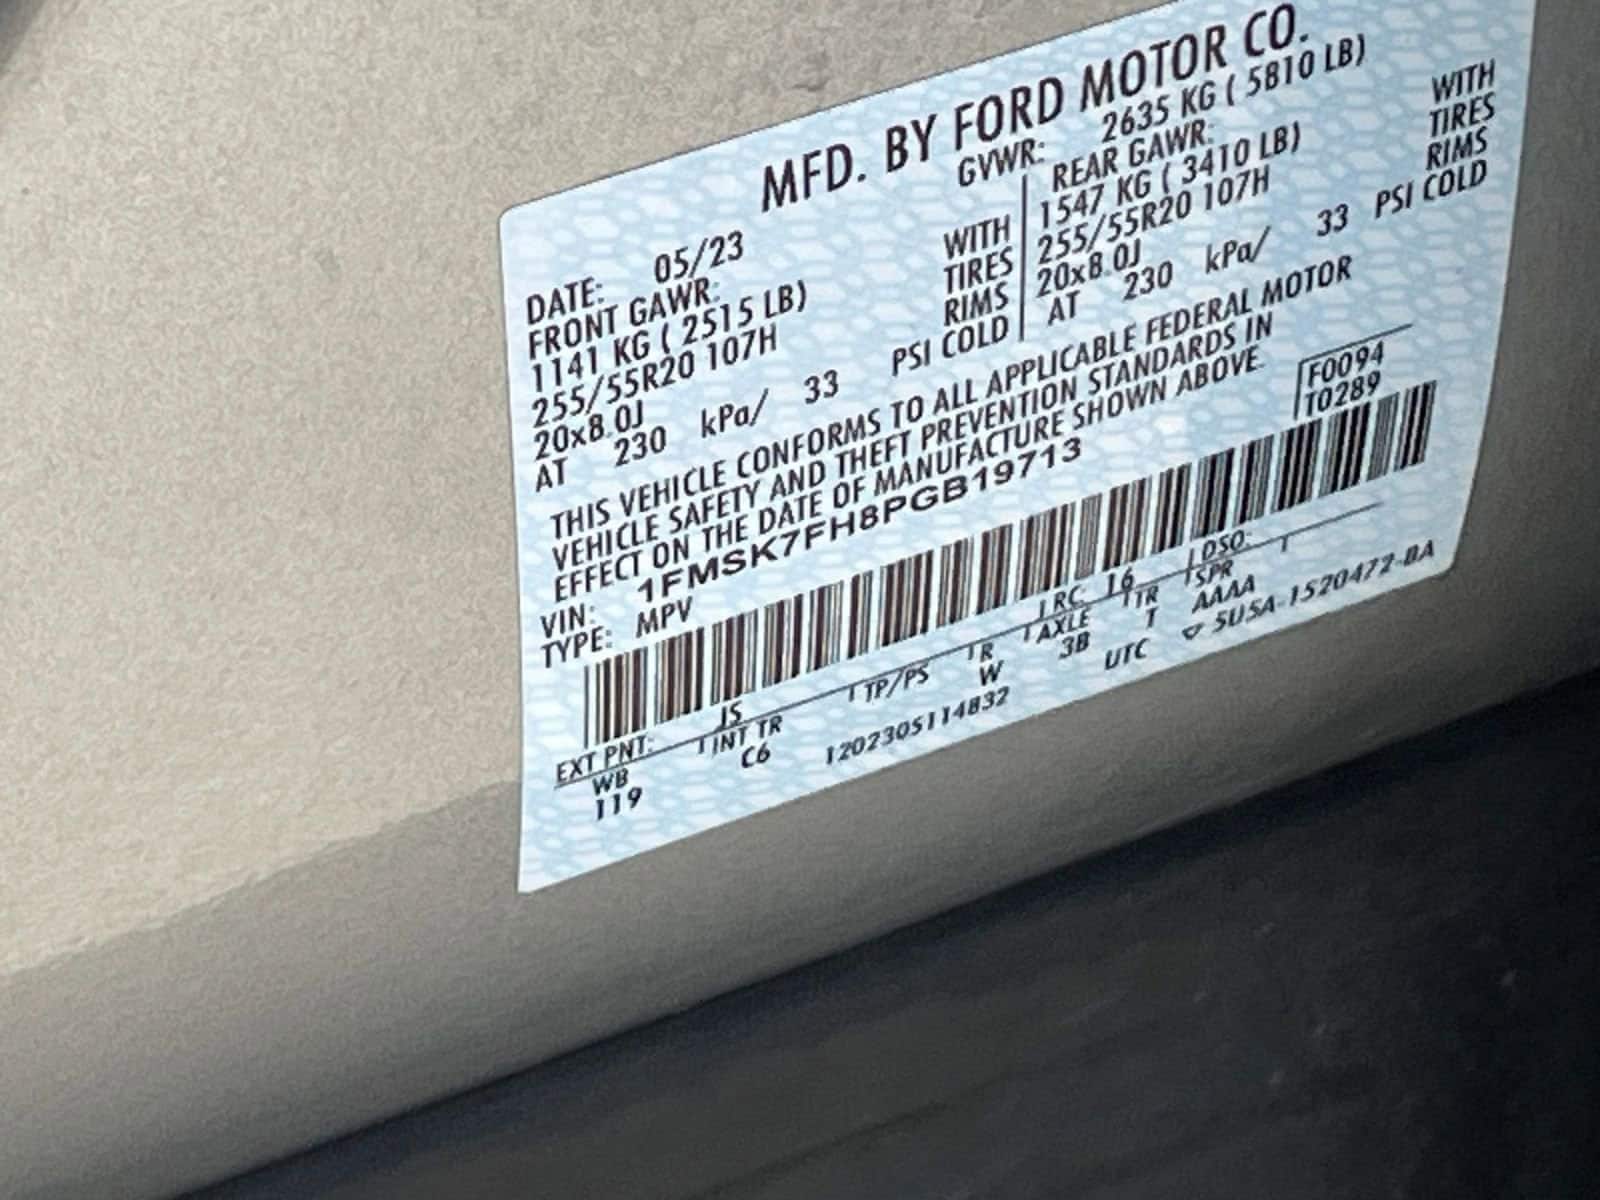 MFD. BY FORD MOTOR CO.
DATE: 05/23
GVWR: 2635 KG ( 5810 LB)
FRONT GAWR:
1141 KG ( 2515 LB) WITH
255/55R20 107H TIRES
20x8.0J RIMS
AT 230 kPa/ 33 PSI COLD
REAR GAWR:
1547 KG ( 3410 LB) WITH
255/55R20 107H TIRES
20x8.0J RIMS
AT 230 kPa/ 33 PSI COLD
THIS VEHICLE CONFORMS TO ALL APPLICABLE FEDERAL MOTOR
VEHICLE SAFETY AND THEFT PREVENTION STANDARDS IN
EFFECT ON THE DATE OF MANUFACTURE SHOWN ABOVE.
VIN: 1FMSK7FH8PGB19713
TYPE: MPV
F0094
T0289
EXT PNT: JS RC: 16 DSO:
WB INT TR TP/PS R AXLE TR SPR
119 C6 W 3B T AAAA
1202305114832 UTC ▽ 5U5A-1520472-BA